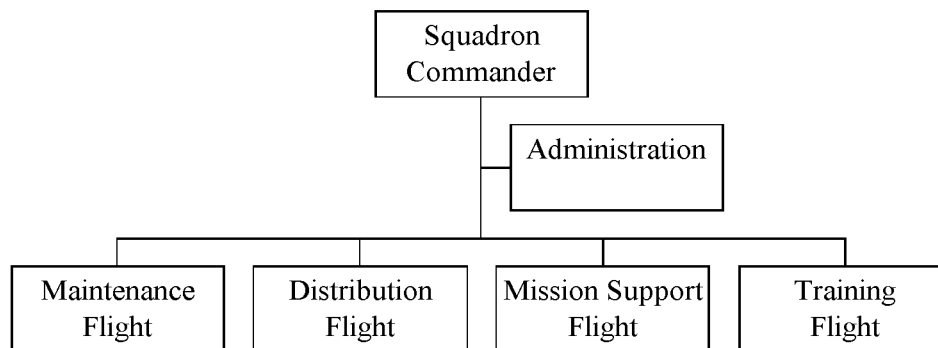 Squadron
Commander
Administration
Maintenance
Flight
Distribution
Flight
Mission Support
Flight
Training
Flight